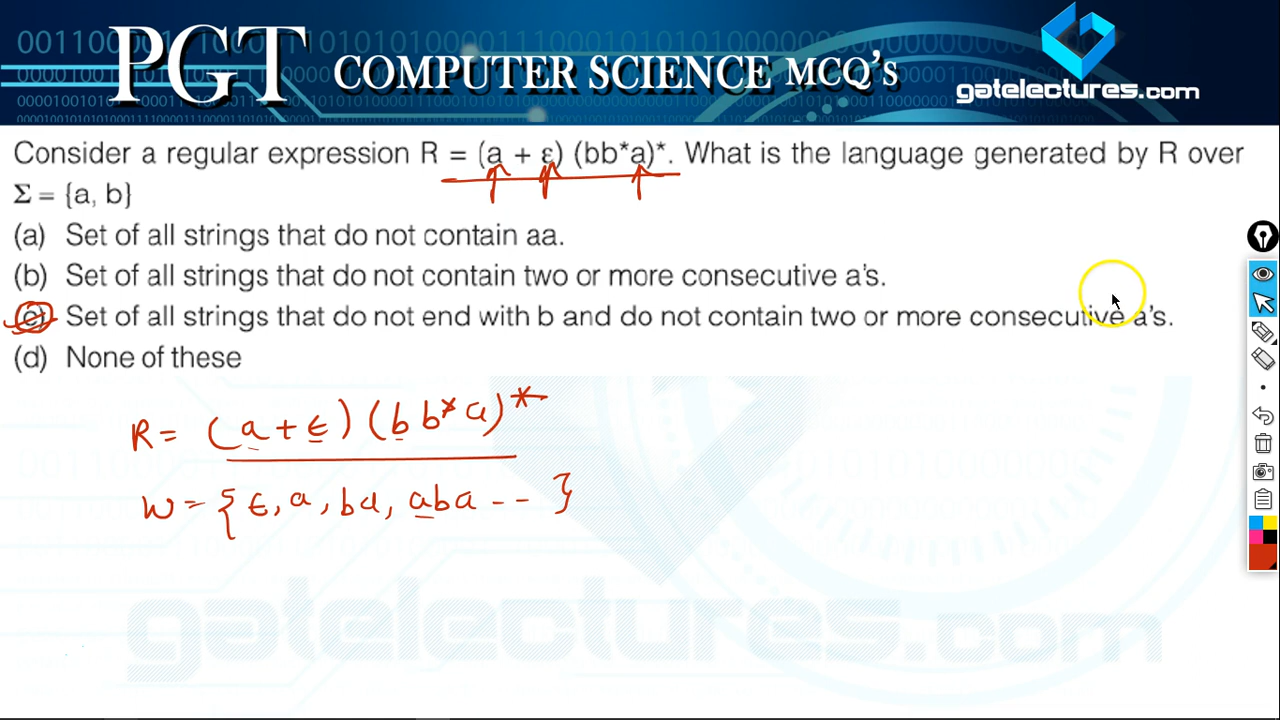 PGT COMPUTER SCIENCE MCQ's
gatelectures.com
Consider a regular expression R = (a + ε) (bb*a)*. What is the language generated by R over
Σ = {a, b}
(a) Set of all strings that do not contain aa.
(b) Set of all strings that do not contain two or more consecutive a's.
(c) Set of all strings that do not end with b and do not contain two or more consecutive a's.
(d) None of these
R = (a + ε) (b b* a)*
W = {ε, a, ba, aba -- }
gatelectures.com